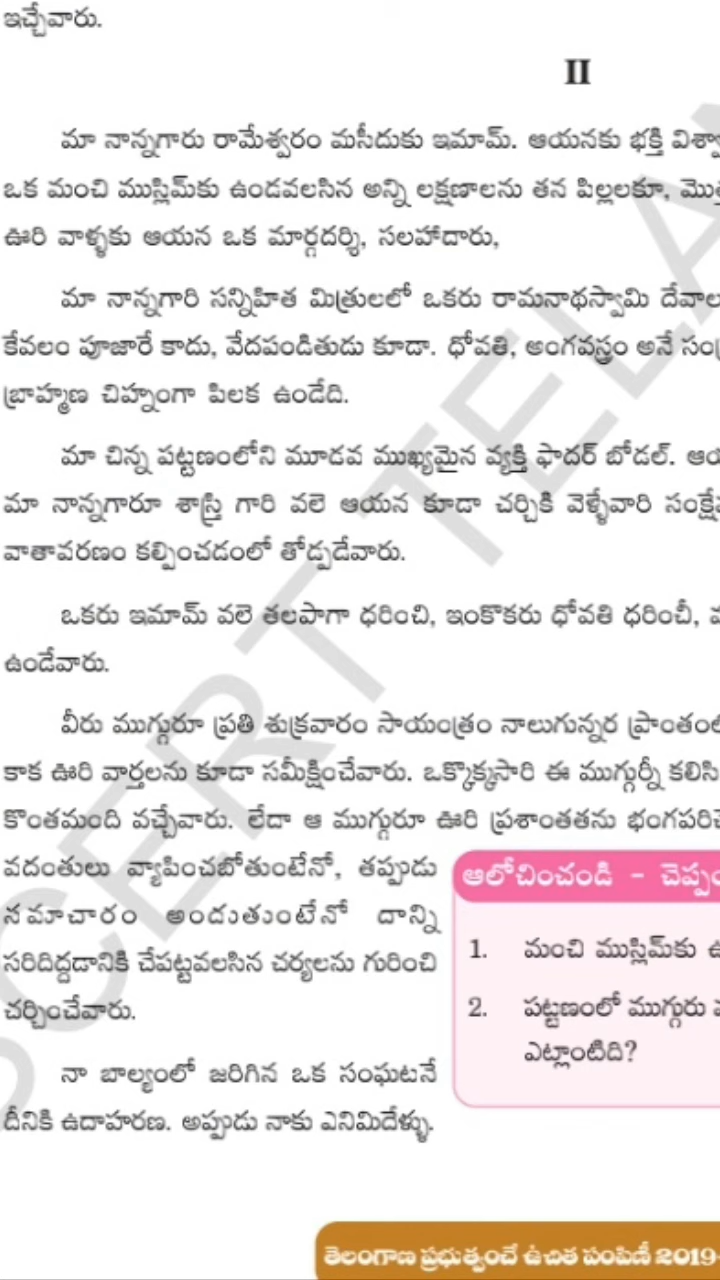 ఇచ్చేవారు.
II
మా నాన్నగారు రామేశ్వరం మసీదుకు ఇమామ్. ఆయనకు భక్తి
ఒక మంచి ముస్లిమ్‌కు ఉండవలసిన అన్ని లక్షణాలను తన పిల్లలకూ,
ఊరి వాళ్ళకు ఆయన ఒక మార్గదర్శి, సలహాదారు,
మా నాన్నగారి సన్నిహిత మిత్రులలో ఒకరు రామనాథస్వామి
కేవలం పూజారే కాదు, వేదపండితుడు కూడా. ధోవతి, అంగవస్త్రం అనే
బ్రాహ్మణ చిహ్నంగా పిలక ఉండేది.
మా చిన్న పట్టణంలోని మూడవ ముఖ్యమైన వ్యక్తి ఫాదర్ బోడల్.
మా నాన్నగారూ శాస్త్రి గారి వలె ఆయన కూడా చర్చికి వెళ్ళేవారి
వాతావరణం కల్పించడంలో తోడ్పడేవారు.
ఒకరు ఇమామ్ వలె తలపాగా ధరించి, ఇంకొకరు ధోవతి ధరించీ,
ఉండేవారు.
వీరు ముగ్గురూ ప్రతి శుక్రవారం సాయంత్రం నాలుగున్నర
కాక ఊరి వార్తలను కూడా సమీక్షించేవారు. ఒక్కొక్కసారి ఈ ముగ్గుర్నీ కలిసి
కొంతమంది వచ్చేవారు. లేదా ఆ ముగ్గురూ ఊరి ప్రశాంతతను
వదంతులు వ్యాపించబోతుంటేనో, తప్పుడు
సమాచారం అందుతుంటేనో దాన్ని
సరిదిద్దడానికి చేపట్టవలసిన చర్యలను గురించి
చర్చించేవారు.
నా బాల్యంలో జరిగిన ఒక సంఘటనే
దీనికి ఉదాహరణ. అప్పుడు నాకు ఎనిమిదేళ్ళు.
ఆలోచించండి -
1. మంచి ముస్లిమ్‌కు
2. పట్టణంలో ముగ్గురు
ఎట్లాంటిది?
తెలంగాణ ప్రభుత్వంచే ఉచిత పంపిణీ 2019-
SCERT